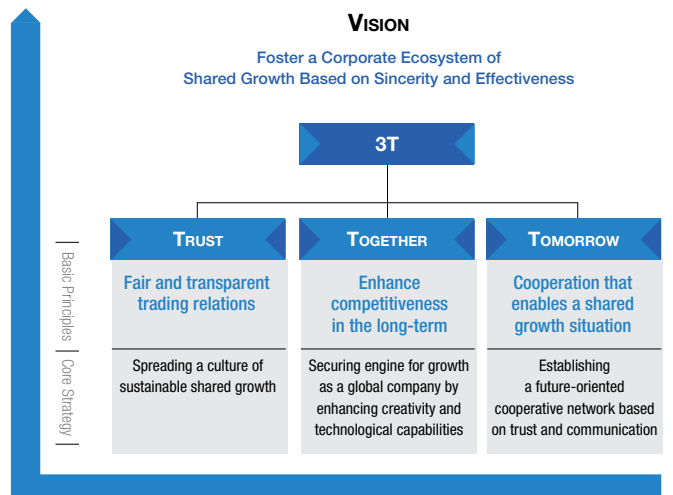 VISION
Foster a Corporate Ecosystem of
Shared Growth Based on Sincerity and Effectiveness
3T
TRUST
TOGETHER
TOMORROW
Basic Principles
Fair and transparent
trading relations
Enhance
competitiveness
in the long-term
Cooperation that
enables a shared
growth situation
Core Strategy
Spreading a culture of
sustainable shared growth
Securing engine for growth
as a global company by
enhancing creativity and
technological capabilities
Establishing
a future-oriented
cooperative network based
on trust and communication